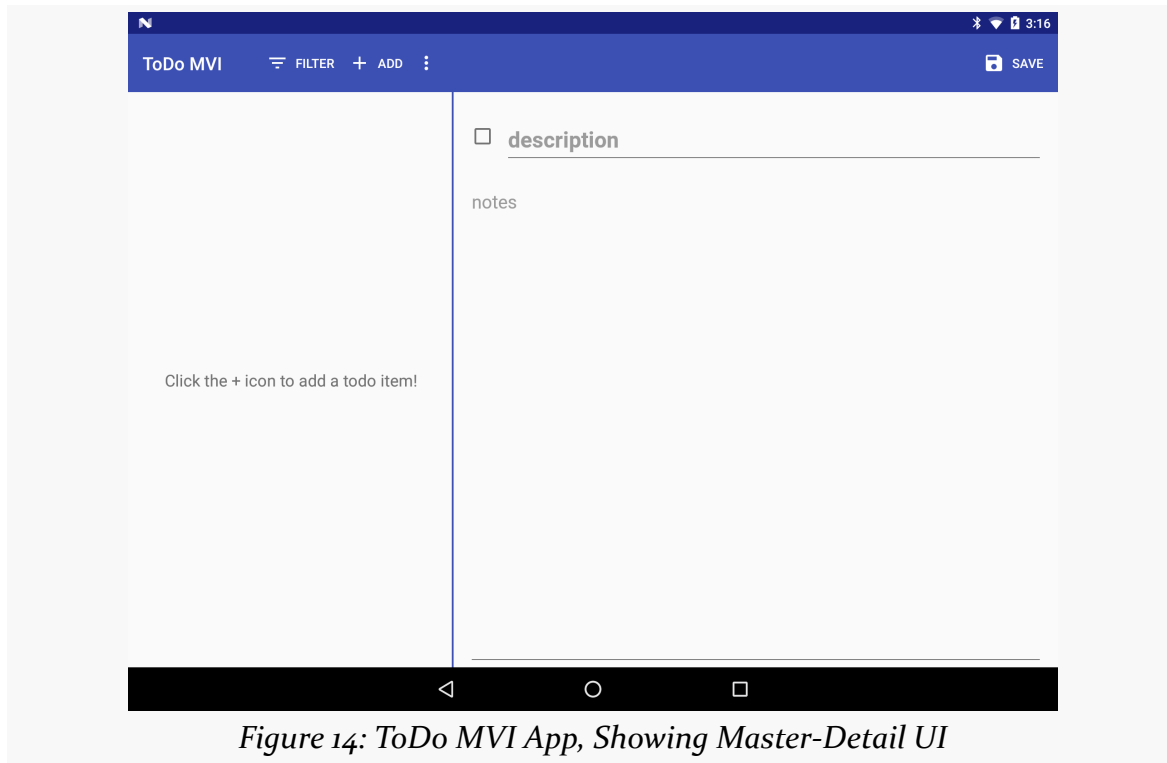 3:16
ToDo MVI FILTER + ADD SAVE
description
notes
Click the + icon to add a todo item!
Figure 14: ToDo MVI App, Showing Master-Detail UI